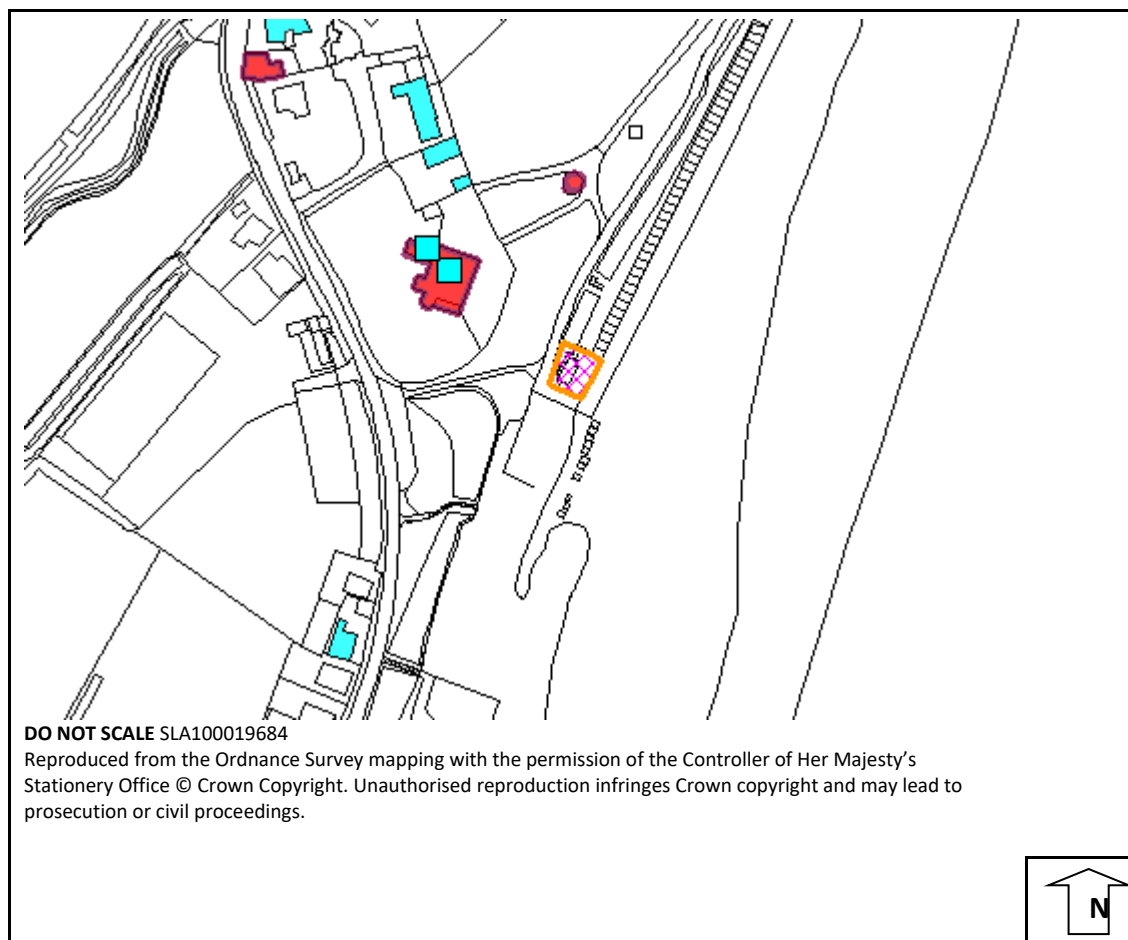 DO NOT SCALE SLA100019684
Reproduced from the Ordnance Survey mapping with the permission of the Controller of Her Majesty's
Stationery Office © Crown Copyright. Unauthorised reproduction infringes Crown copyright and may lead to
prosecution or civil proceedings.
N